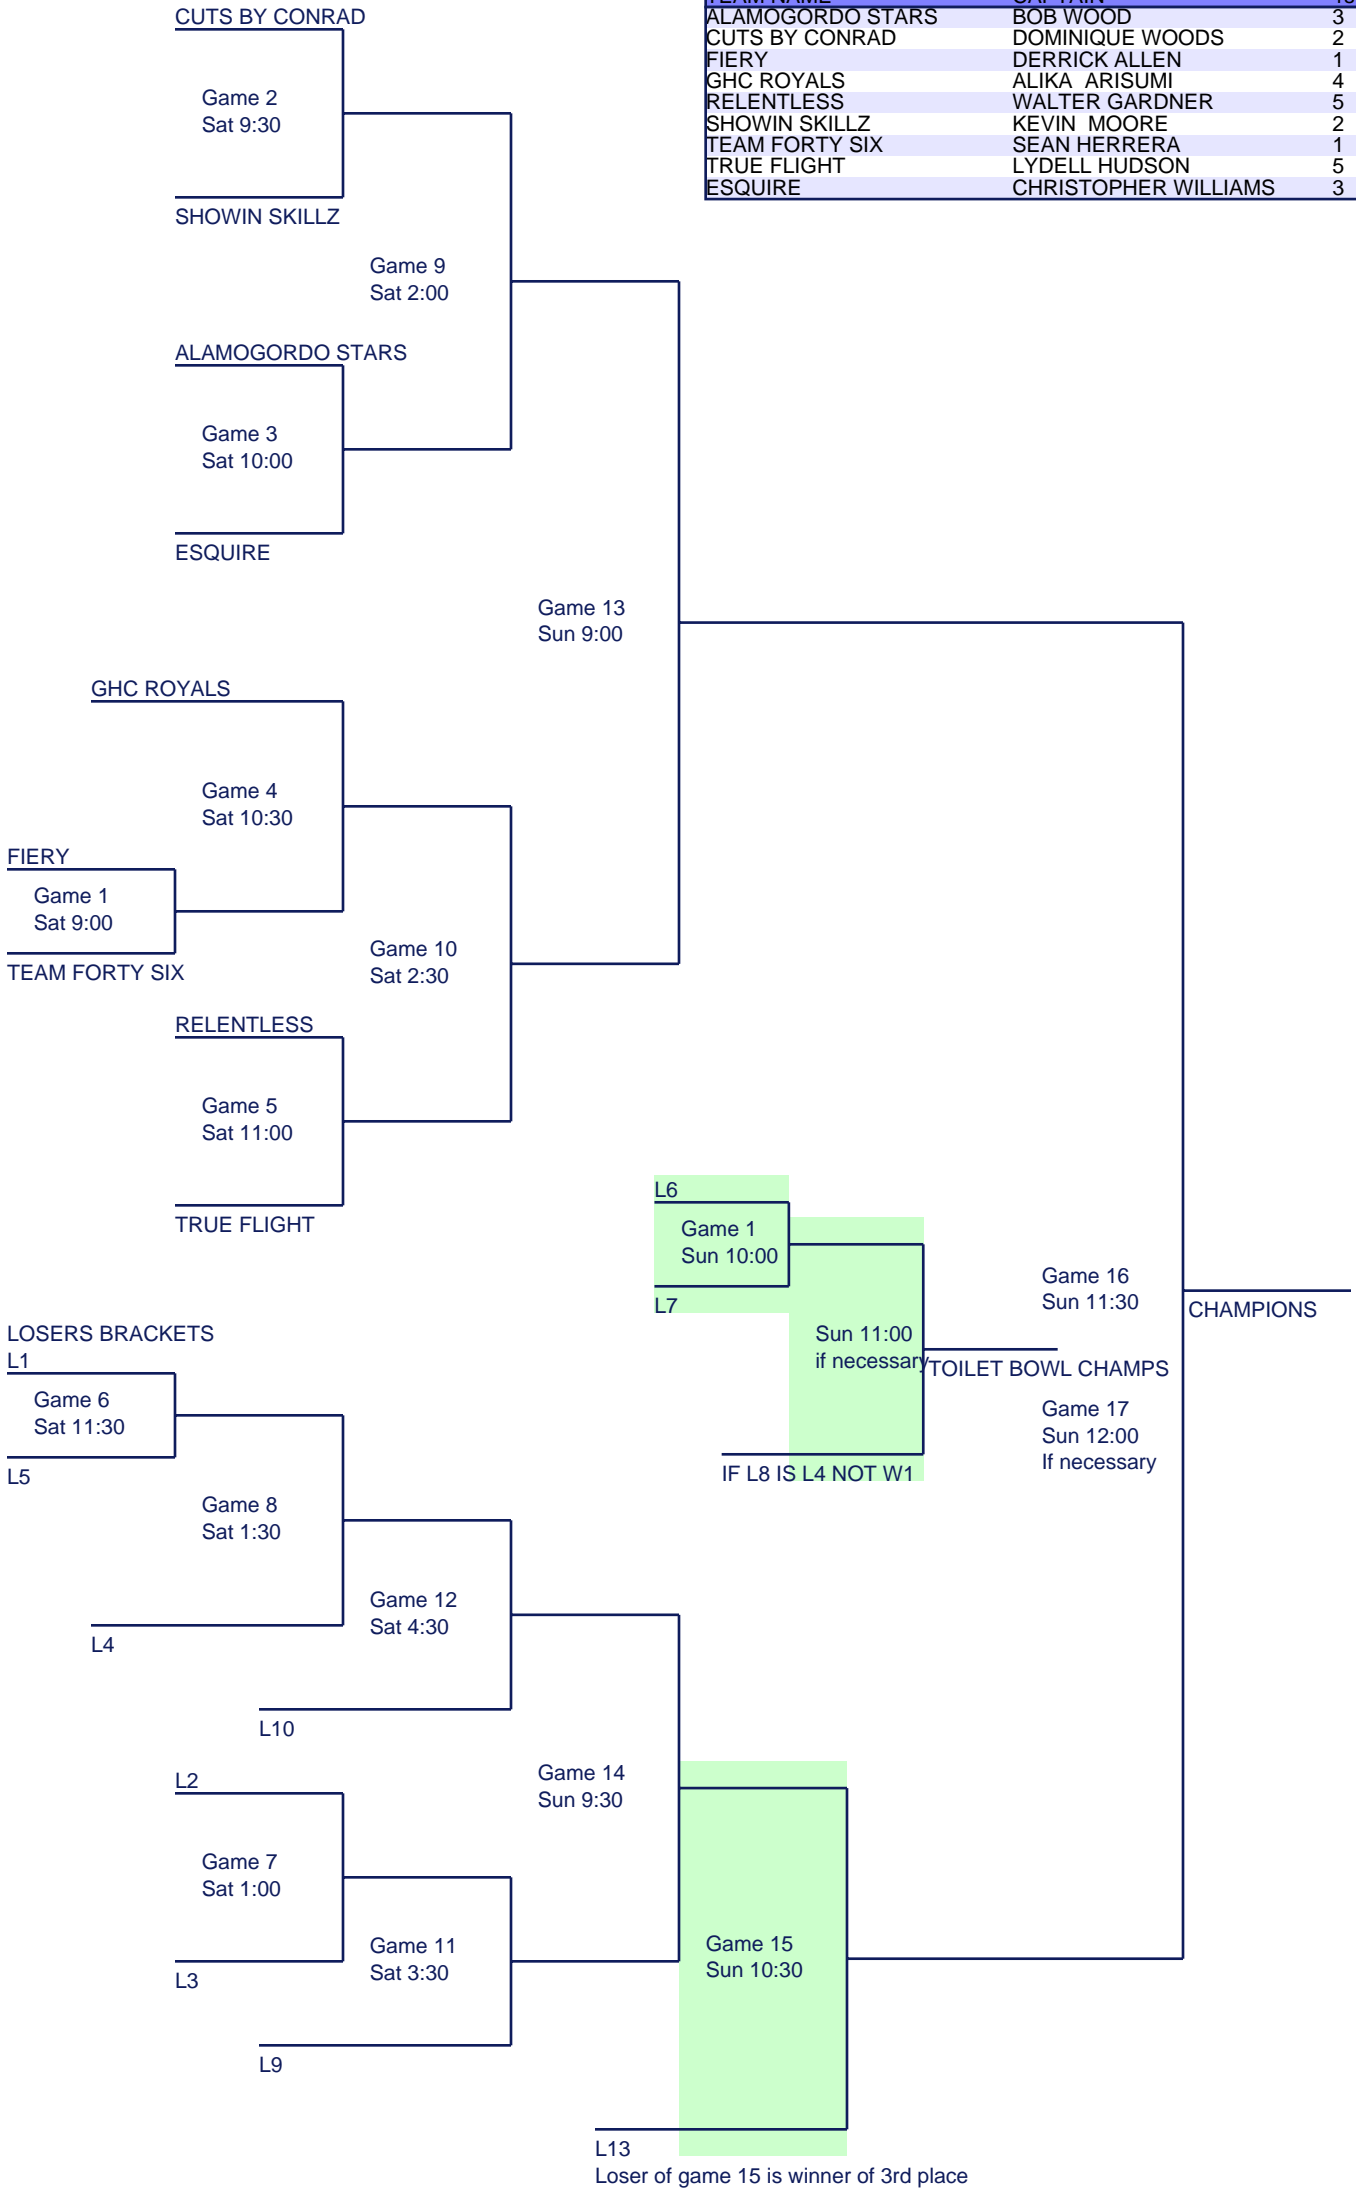 CUTS BY CONRAD
TEAM NAME CAPTAIN
ALAMOGORDO STARS BOB WOOD 3
CUTS BY CONRAD DOMINIQUE WOODS 2
FIERY DERRICK ALLEN 1
GHC ROYALS ALIKA ARISUMI 4
RELENTLESS WALTER GARDNER 5
SHOWIN SKILLZ KEVIN MOORE 2
TEAM FORTY SIX SEAN HERRERA 1
TRUE FLIGHT LYDELL HUDSON 5
ESQUIRE CHRISTOPHER WILLIAMS 3
Game 2
Sat 9:30
SHOWIN SKILLZ
Game 9
Sat 2:00
ALAMOGORDO STARS
Game 3
Sat 10:00
ESQUIRE
Game 13
Sun 9:00
GHC ROYALS
Game 4
Sat 10:30
FIERY
Game 1
Sat 9:00
TEAM FORTY SIX
Game 10
Sat 2:30
RELENTLESS
Game 5
Sat 11:00
TRUE FLIGHT
L6
Game 1
Sun 10:00
L7
Game 16
Sun 11:30
CHAMPIONS
Sun 11:00
if necessary
TOILET BOWL CHAMPS
Game 17
Sun 12:00
If necessary
IF L8 IS L4 NOT W1
LOSERS BRACKETS
L1
Game 6
Sat 11:30
L5
Game 8
Sat 1:30
L4
Game 12
Sat 4:30
L10
L2
Game 14
Sun 9:30
Game 7
Sat 1:00
L3
Game 11
Sat 3:30
L9
Game 15
Sun 10:30
L13
Loser of game 15 is winner of 3rd place